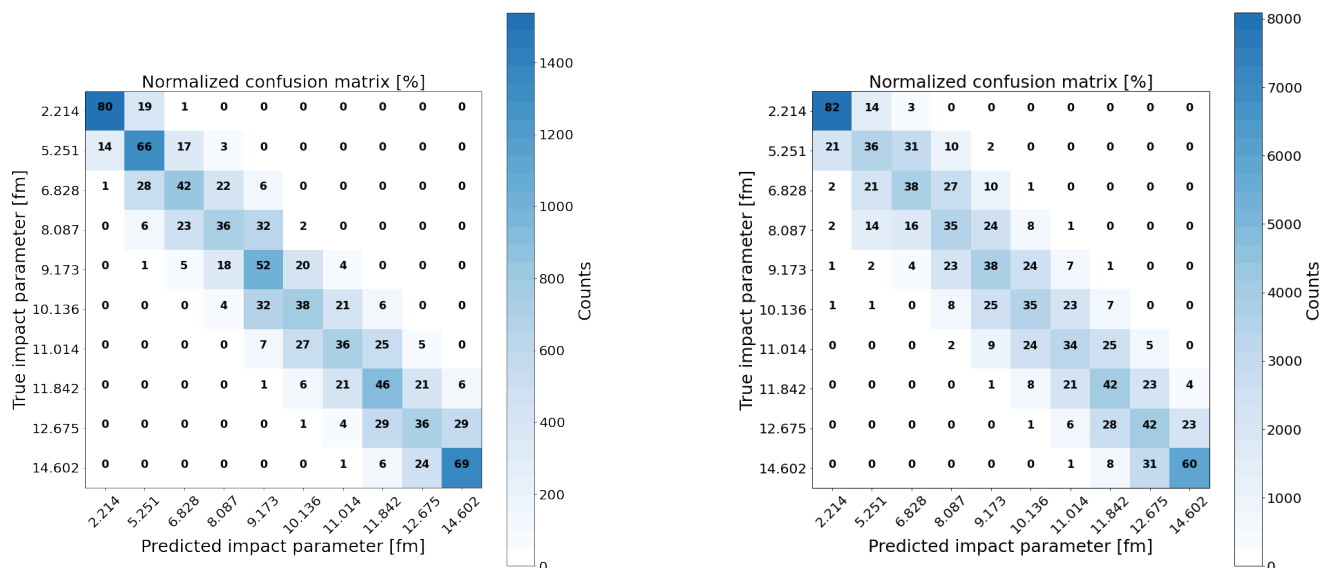 Normalized confusion matrix [%]
2.214 80 19 1 0 0 0 0 0 0 0
5.251 14 66 17 3 0 0 0 0 0 0
6.828 1 28 42 22 6 0 0 0 0 0
8.087 0 6 23 36 32 2 0 0 0 0
9.173 0 1 5 18 52 20 4 0 0 0
10.136 0 0 0 4 32 38 21 6 0 0
11.014 0 0 0 0 7 27 36 25 5 0
11.842 0 0 0 0 1 6 21 46 21 6
12.675 0 0 0 0 0 1 4 29 36 29
14.602 0 0 0 0 0 0 1 6 24 69
2.214 5.251 6.828 8.087 9.173 10.136 11.014 11.842 12.675 14.602
Predicted impact parameter [fm]
True impact parameter [fm]
1400
1200
1000
800
600
400
200
0
Counts
Normalized confusion matrix [%]
2.214 82 14 3 0 0 0 0 0 0 0
5.251 21 36 31 10 2 0 0 0 0 0
6.828 2 21 38 27 10 1 0 0 0 0
8.087 2 14 16 35 24 8 1 0 0 0
9.173 1 2 4 23 38 24 7 1 0 0
10.136 1 1 0 8 25 35 23 7 0 0
11.014 0 0 0 2 9 24 34 25 5 0
11.842 0 0 0 0 1 8 21 42 23 4
12.675 0 0 0 0 0 1 6 28 42 23
14.602 0 0 0 0 0 0 1 8 31 60
2.214 5.251 6.828 8.087 9.173 10.136 11.014 11.842 12.675 14.602
Predicted impact parameter [fm]
True impact parameter [fm]
8000
7000
6000
5000
4000
3000
2000
1000
0
Counts